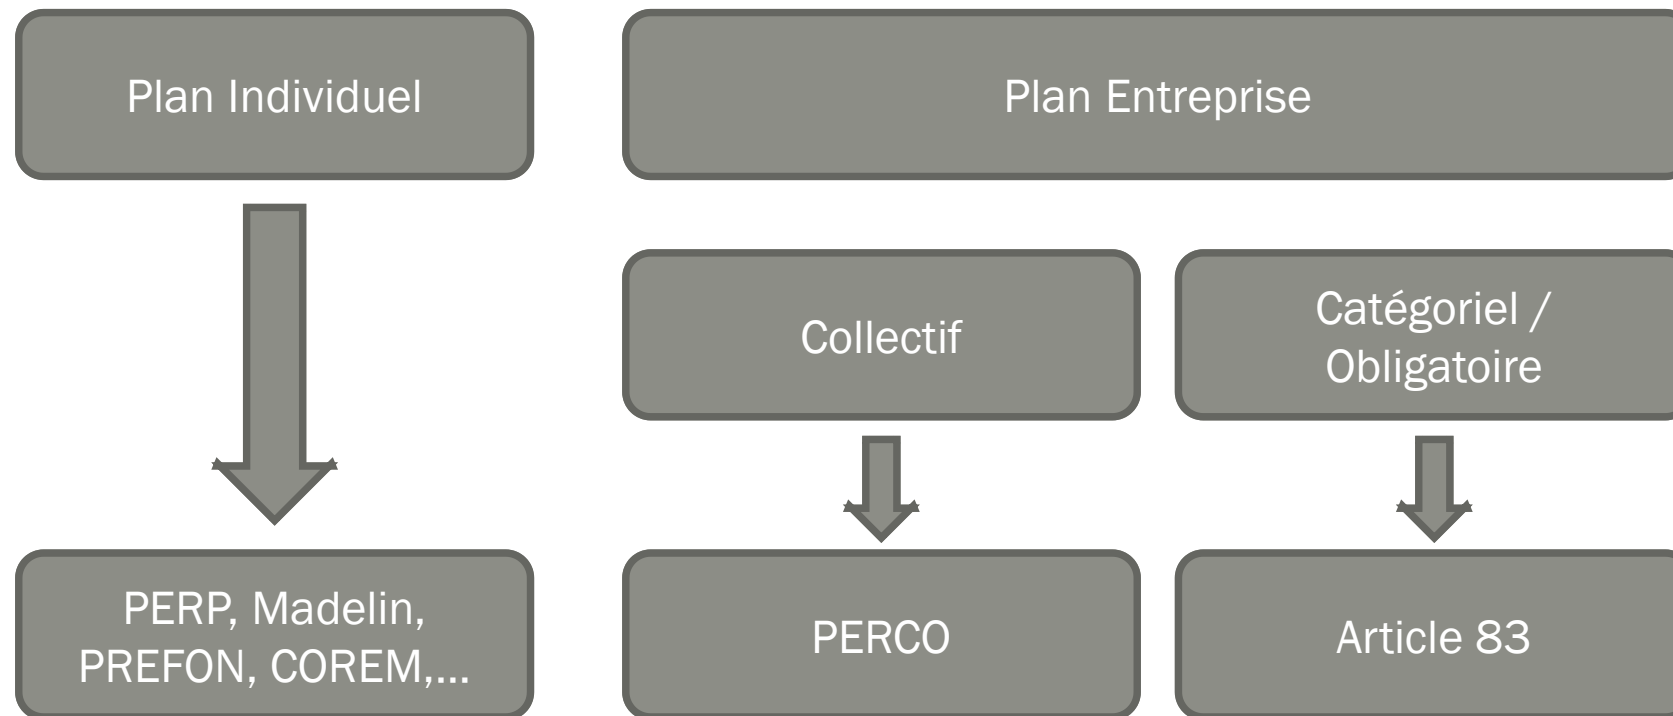 Plan Individuel
Plan Entreprise
Collectif
Catégoriel /
Obligatoire
PERP, Madelin,
PREFON, COREM,...
PERCO
Article 83